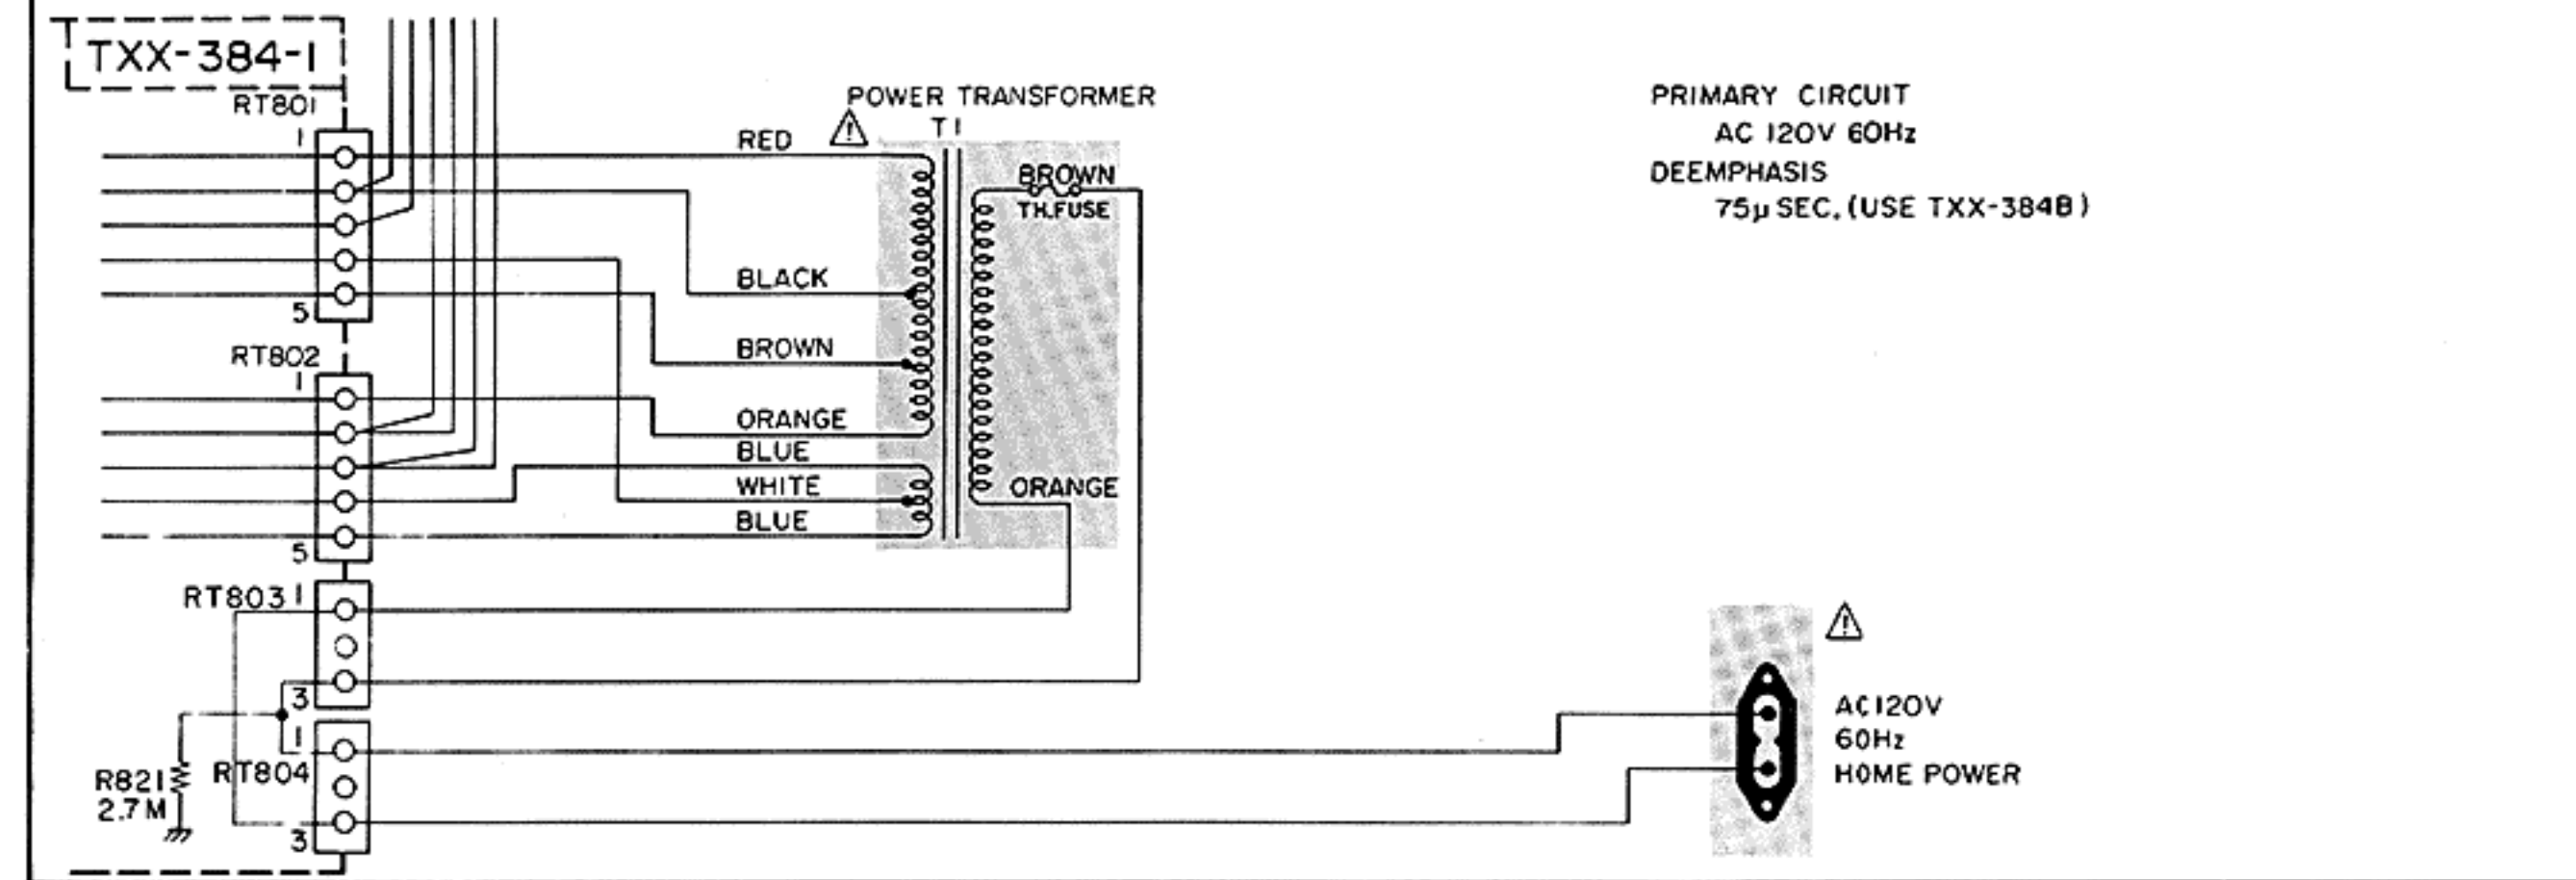 TXX-384-1
RT801
1
5
RT802
1
5
RT803
1
3
1
RT804
3
R821
2.7M
POWER TRANSFORMER
T1
RED
BLACK
BROWN
ORANGE
BLUE
WHITE
BLUE
BROWN
TH.FUSE
ORANGE
PRIMARY CIRCUIT
AC 120V 60Hz
DEEMPHASIS
75μ SEC. (USE TXX-384B)
!
!
AC120V
60Hz
HOME POWER